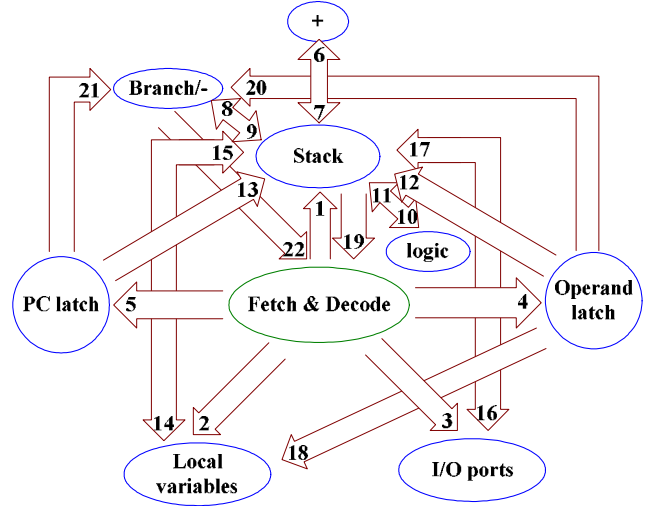 +
6
21
Branch/-
20
8
7
9
15
Stack
17
11
12
13
1
10
22
19
logic
PC latch
5
Fetch & Decode
4
Operand
latch
14
2
3
16
18
Local
variables
I/O ports